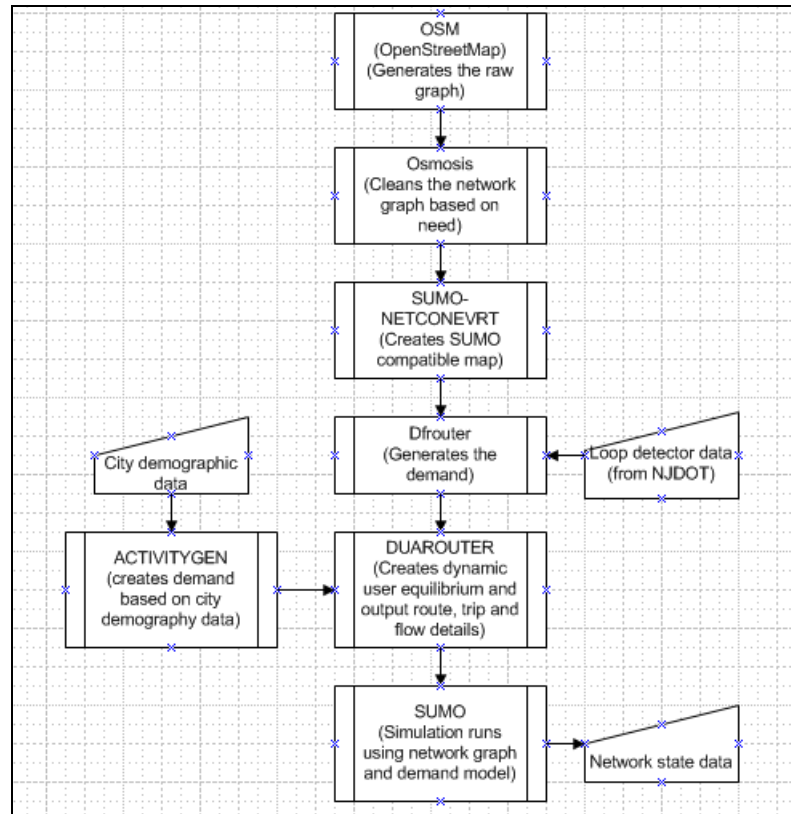 OSM
(OpenStreetMap)
(Generates the raw
graph)
Osmosis
(Cleans the network
graph based on
need)
SUMO-
NETCONEVRT
(Creates SUMO
compatible map)
City demographic
data
Dfrouter
(Generates the
demand)
Loop detector data
(from NJDOT)
ACTIVITYGEN
(creates demand
based on city
demography data)
DUAROUTER
(Creates dynamic
user equilibrium and
output route, trip and
flow details)
SUMO
(Simulation runs
using network graph
and demand model)
Network state data